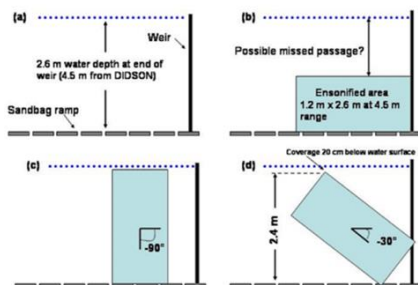 (a)
Weir
2.6 m water depth at end of
weir (4.5 m from DIDSON)
Sandbag ramp
(b)
Possible missed passage?
Ensonified area
1.2 m x 2.6 m at 4.5 m
range
(c)
-90°
(d)
Coverage 20 cm below water surface
2.4 m
-30°